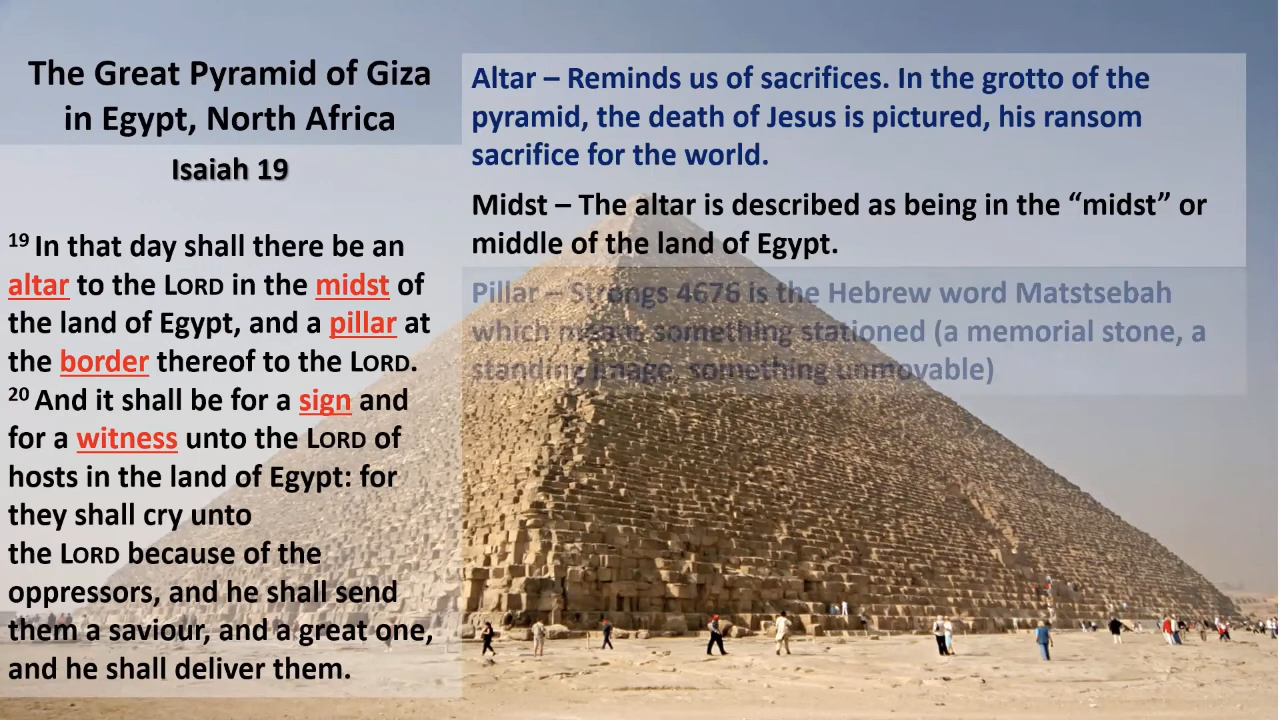 The Great Pyramid of Giza
in Egypt, North Africa
Isaiah 19
19 In that day shall there be an
altar to the LORD in the midst of
the land of Egypt, and a pillar at
the border thereof to the LORD.
20 And it shall be for a sign and
for a witness unto the LORD of
hosts in the land of Egypt: for
they shall cry unto
the LORD because of the
oppressors, and he shall send
them a saviour, and a great one,
and he shall deliver them.
Altar – Reminds us of sacrifices. In the grotto of the
pyramid, the death of Jesus is pictured, his ransom
sacrifice for the world.
Midst – The altar is described as being in the “midst” or
middle of the land of Egypt.
Pillar – Strongs 4676 is the Hebrew word Matstsebah
which means something stationed (a memorial stone, a
standing image, something unmovable)